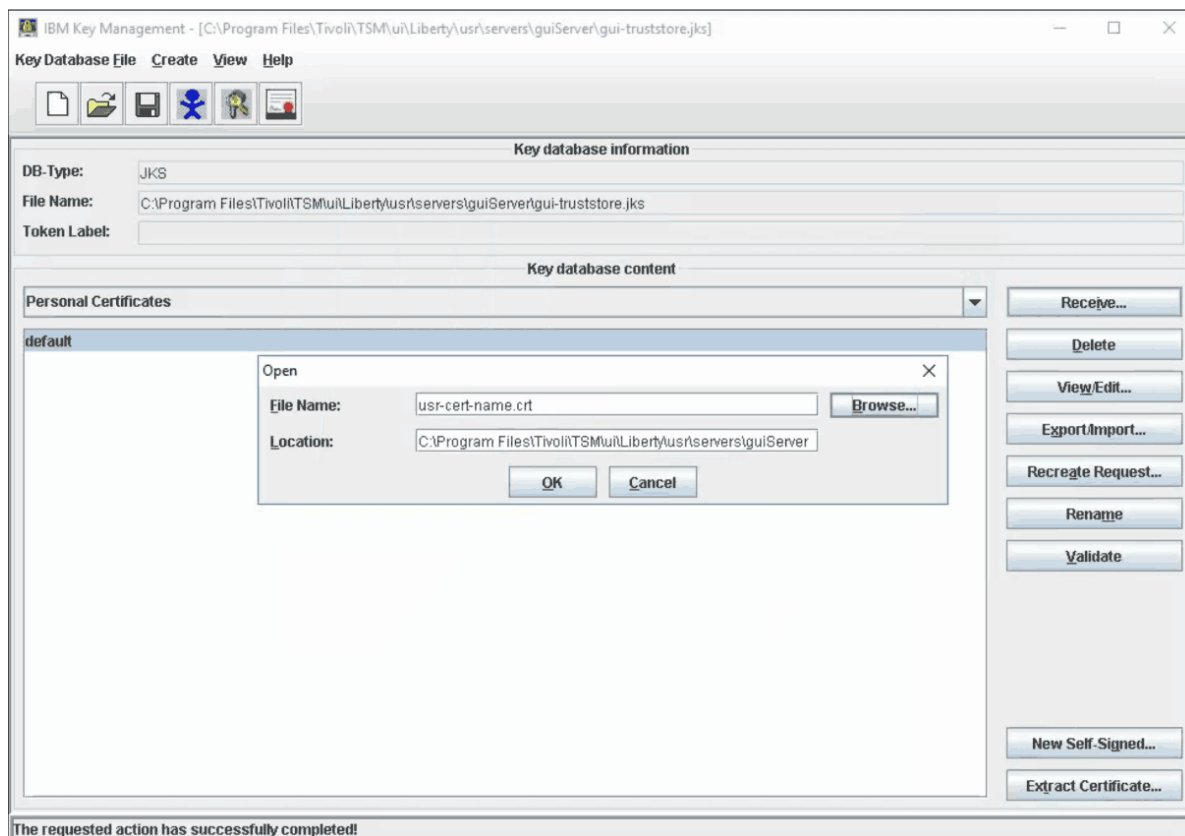 IBM Key Management - [C:\Program Files\Tivoli\TSM\ui\Liberty\usr\servers\guiServer\gui-truststore.jks]
Key Database File Create View Help
Key database information
DB-Type: JKS
File Name: C:\Program Files\Tivoli\TSM\ui\Liberty\usr\servers\guiServer\gui-truststore.jks
Token Label:
Key database content
Personal Certificates
default
Open
File Name: usr-cert-name.crt Browse...
Location: C:\Program Files\Tivoli\TSM\ui\Liberty\usr\servers\guiServer
OK Cancel
Receive...
Delete
View/Edit...
Export/Import...
Recreate Request...
Rename
Validate
New Self-Signed...
Extract Certificate...
The requested action has successfully completed!